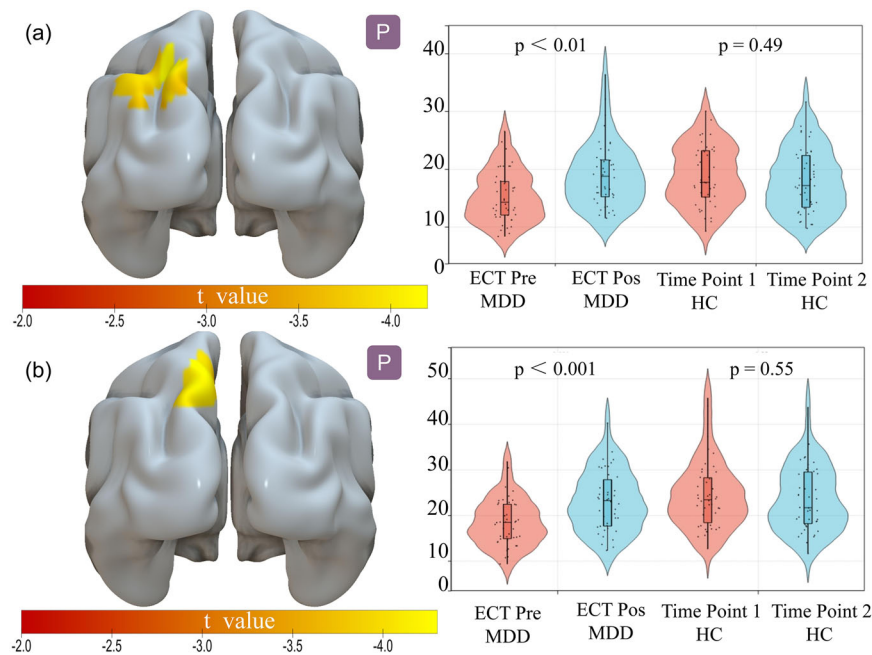 (a)
P
p < 0.01
p = 0.49
40
30
20
10
0
ECT Pre
MDD
ECT Pos
MDD
Time Point 1
HC
Time Point 2
HC
t value
-2.0
-2.5
-3.0
-3.5
-4.0
(b)
P
p < 0.001
p = 0.55
50
40
30
20
10
0
ECT Pre
MDD
ECT Pos
MDD
Time Point 1
HC
Time Point 2
HC
t value
-2.0
-2.5
-3.0
-3.5
-4.0